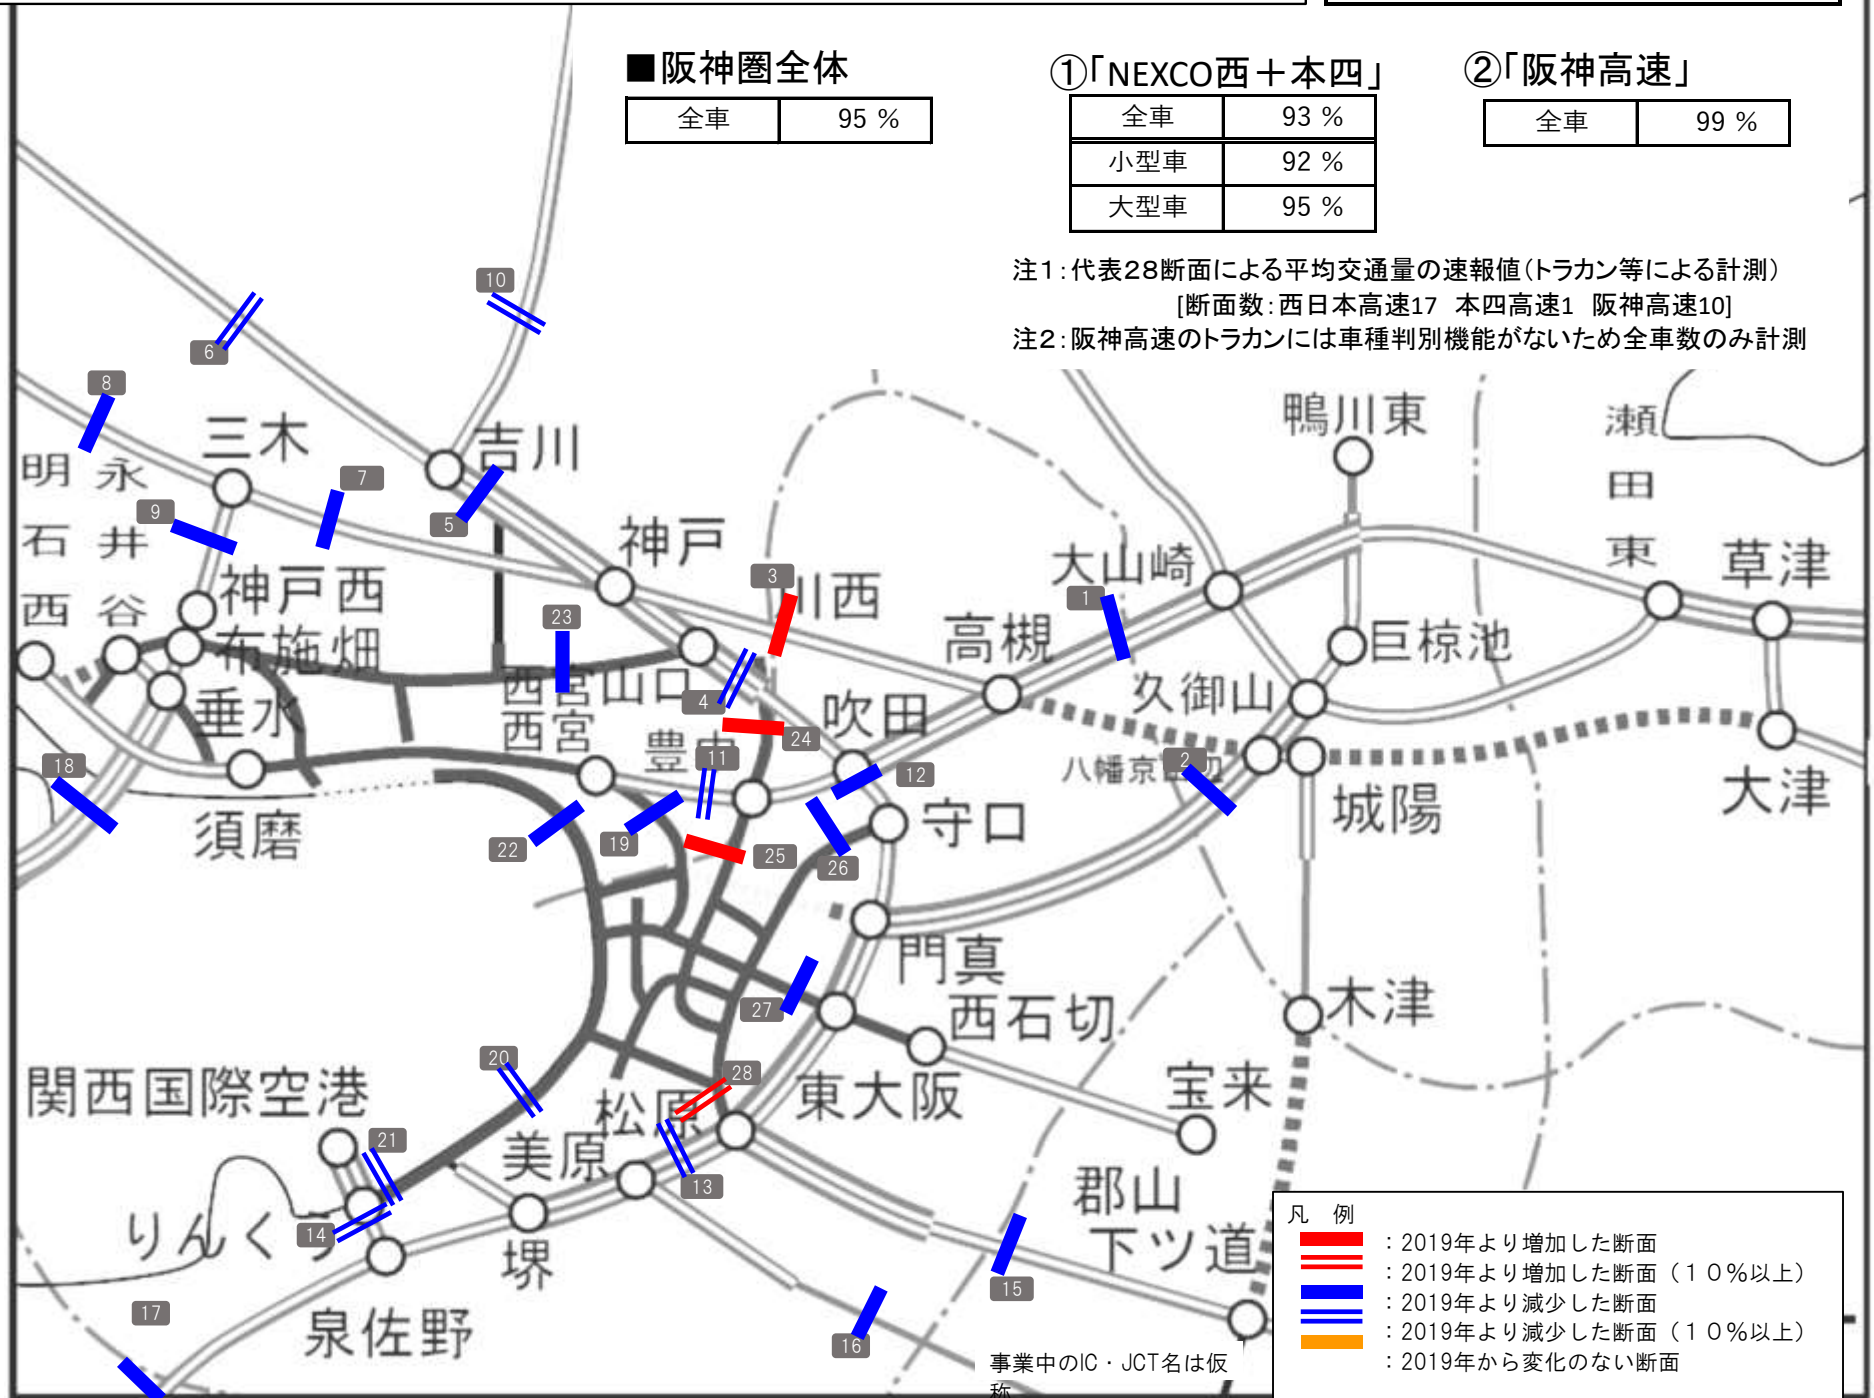 ■阪神圏全体
全車 95 %
①「NEXCO西＋本四」
全車 93 %
小型車 92 %
大型車 95 %
②「阪神高速」
全車 99 %
注1：代表28断面による平均交通量の速報値（トラカン等による計測）
[断面数：西日本高速17 本四高速1 阪神高速10]
注2：阪神高速のトラカンには車種判別機能がないため全車数のみ計測
10
6
8
三木
吉川
7
明石西
永井谷
9
5
神戸
神戸西
布施畑
23
3
川西
大山崎
1
鴨川東
瀬田東
草津
高槻
巨椋池
垂水
西宮山口
西宮
4
24
豊中
11
吹田
12
久御山
八幡京田辺
2
城陽
大津
18
須磨
22
19
25
26
守口
門真
西石切
27
木津
20
28
関西国際空港
松原
東大阪
宝来
21
美原
13
郡山
下ツ道
りんくう
14
堺
15
17
泉佐野
16
事業中のIC・JCT名は仮
称
凡 例
：2019年より増加した断面
：2019年より増加した断面（１０％以上）
：2019年より減少した断面
：2019年より減少した断面（１０％以上）
：2019年から変化のない断面